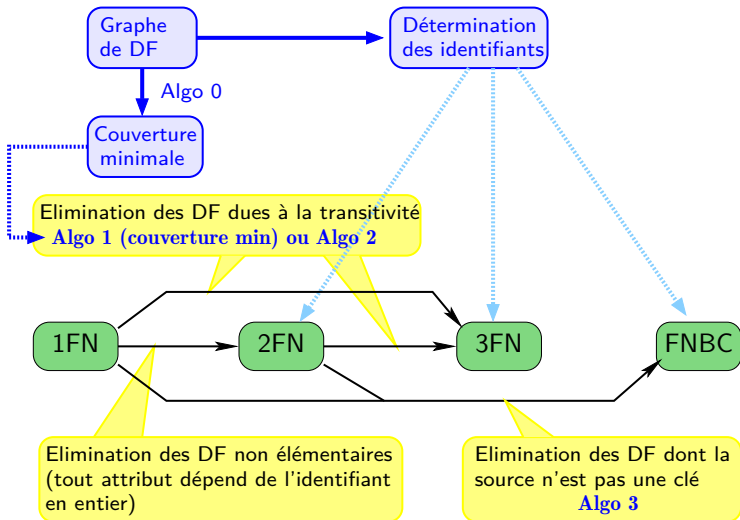 Graphe
de DF
Détermination
des identifiants
Algo 0
Couverture
minimale
Elimination des DF dues à la transitivité
Algo 1 (couverture min) ou Algo 2
1FN
2FN
3FN
FNBC
Elimination des DF non élémentaires
(tout attribut dépend de l'identifiant
en entier)
Elimination des DF dont la
source n'est pas une clé
Algo 3